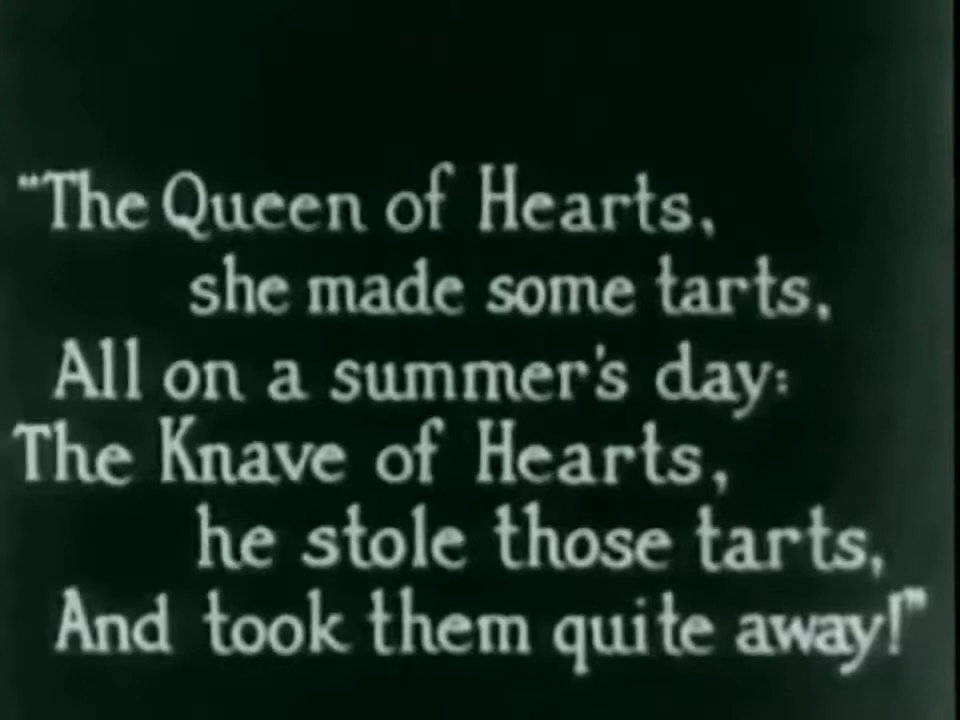 "The Queen of Hearts,
she made some tarts,
All on a summer's day:
The Knave of Hearts,
he stole those tarts,
And took them quite away!"